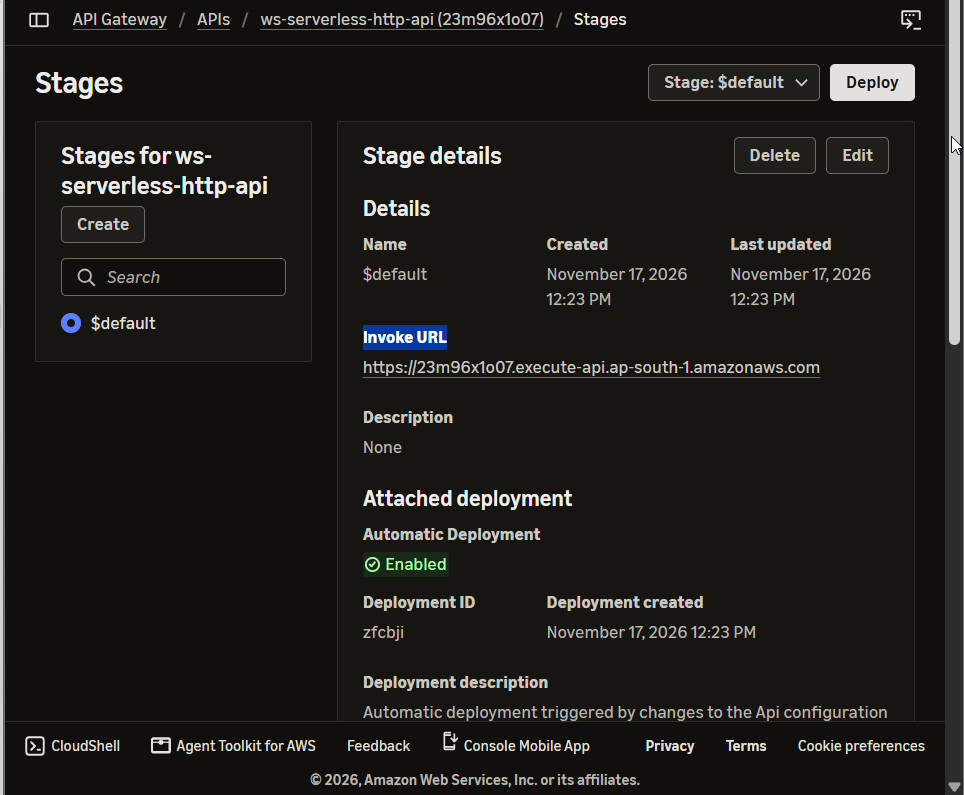 API Gateway / APIs / ws-serverless-http-api (23m96x1o07) / Stages
Stages
Stage: $default
Deploy
Stages for ws-
serverless-http-api
Create
Search
$default
Stage details
Delete
Edit
Details
Name
Created
Last updated
$default
November 17, 2026
12:23 PM
November 17, 2026
12:23 PM
Invoke URL
https://23m96x1o07.execute-api.ap-south-1.amazonaws.com
Description
None
Attached deployment
Automatic Deployment
Enabled
Deployment ID
Deployment created
zfcbji
November 17, 2026 12:23 PM
Deployment description
Automatic deployment triggered by changes to the Api configuration
CloudShell
Agent Toolkit for AWS
Feedback
Console Mobile App
Privacy
Terms
Cookie preferences
© 2026, Amazon Web Services, Inc. or its affiliates.